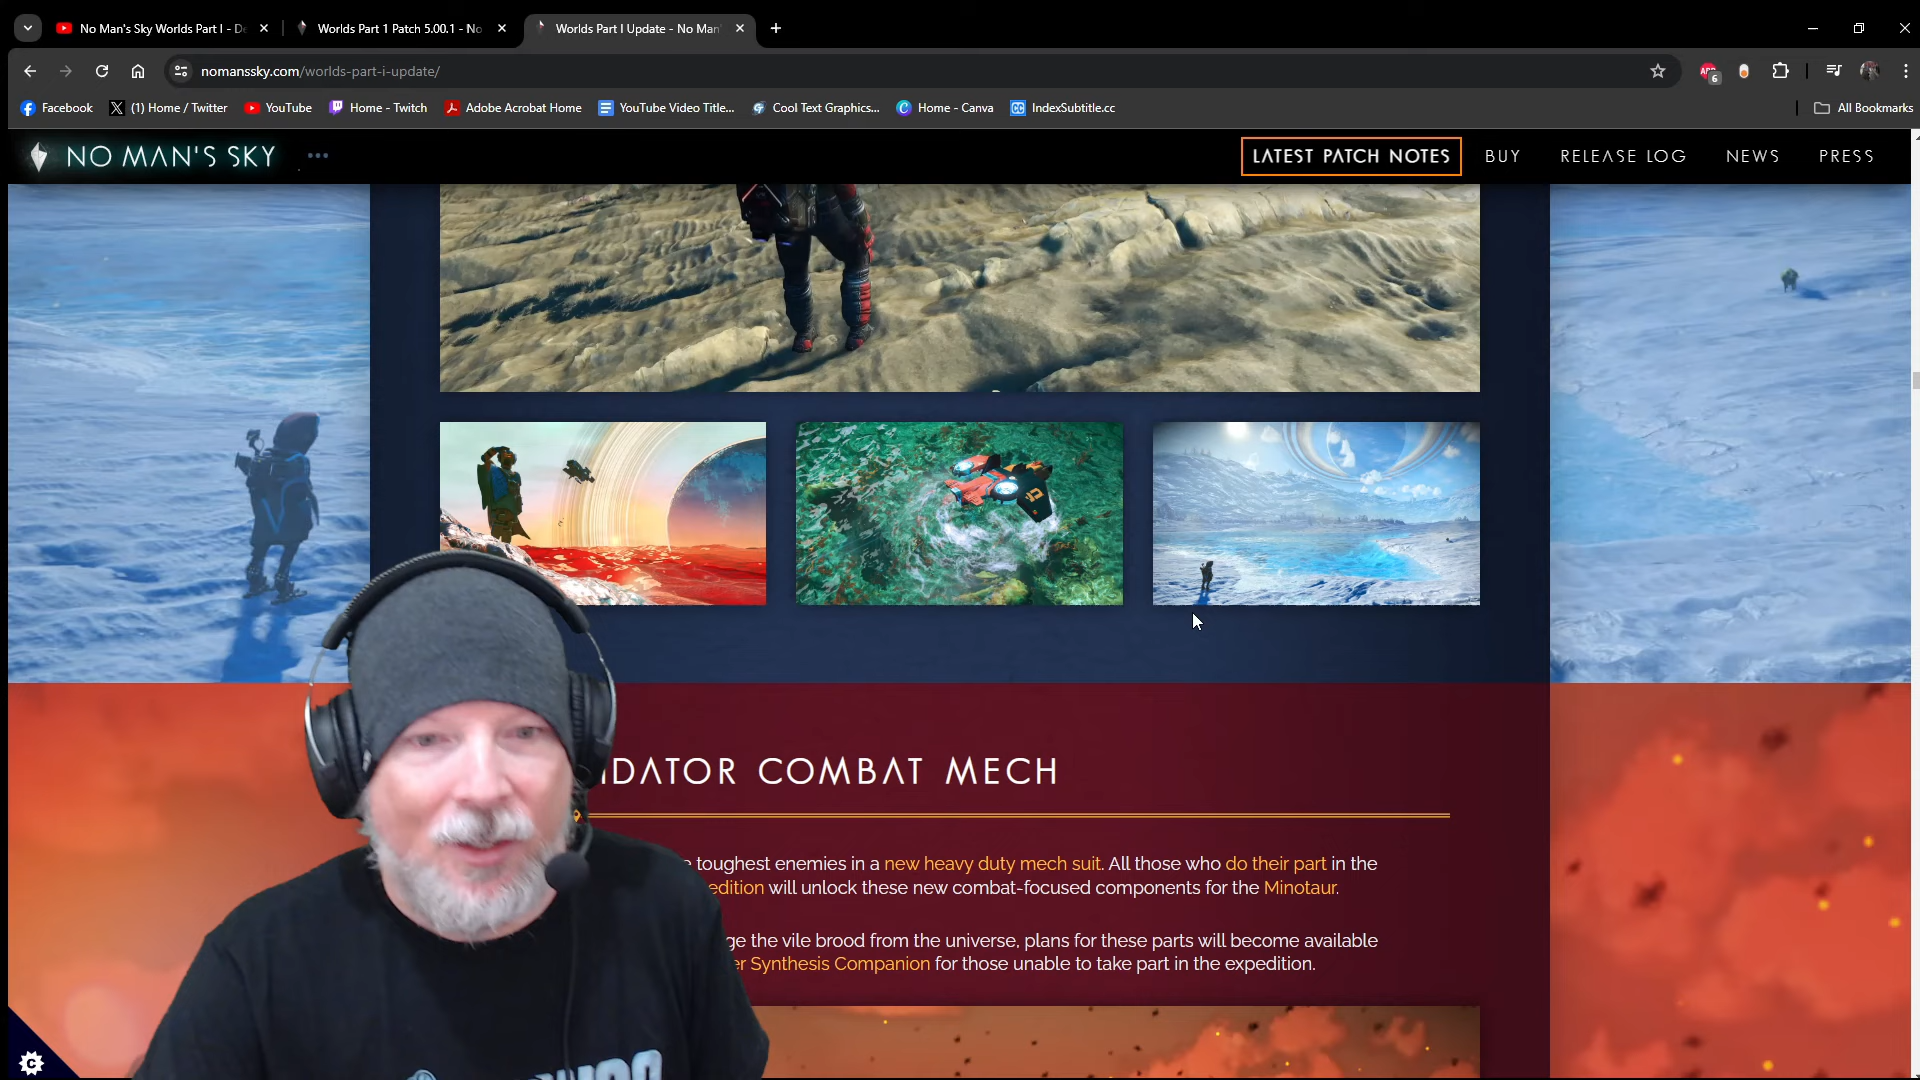 No Man's Sky Worlds Part I - De
Worlds Part 1 Patch 5.00.1 - No
Worlds Part I Update - No Man'
nomanssky.com/worlds-part-i-update/
6
Facebook
(1) Home / Twitter
YouTube
Home - Twitch
Adobe Acrobat Home
YouTube Video Title...
Cool Text Graphics...
Home - Canva
IndexSubtitle.cc
All Bookmarks
NO MAN'S SKY
LATEST PATCH NOTES
BUY
RELEASE LOG
NEWS
PRESS
IDATOR COMBAT MECH
toughest enemies in a new heavy duty mech suit. All those who do their part in the
edition will unlock these new combat-focused components for the Minotaur.
ge the vile brood from the universe, plans for these parts will become available
er Synthesis Companion for those unable to take part in the expedition.